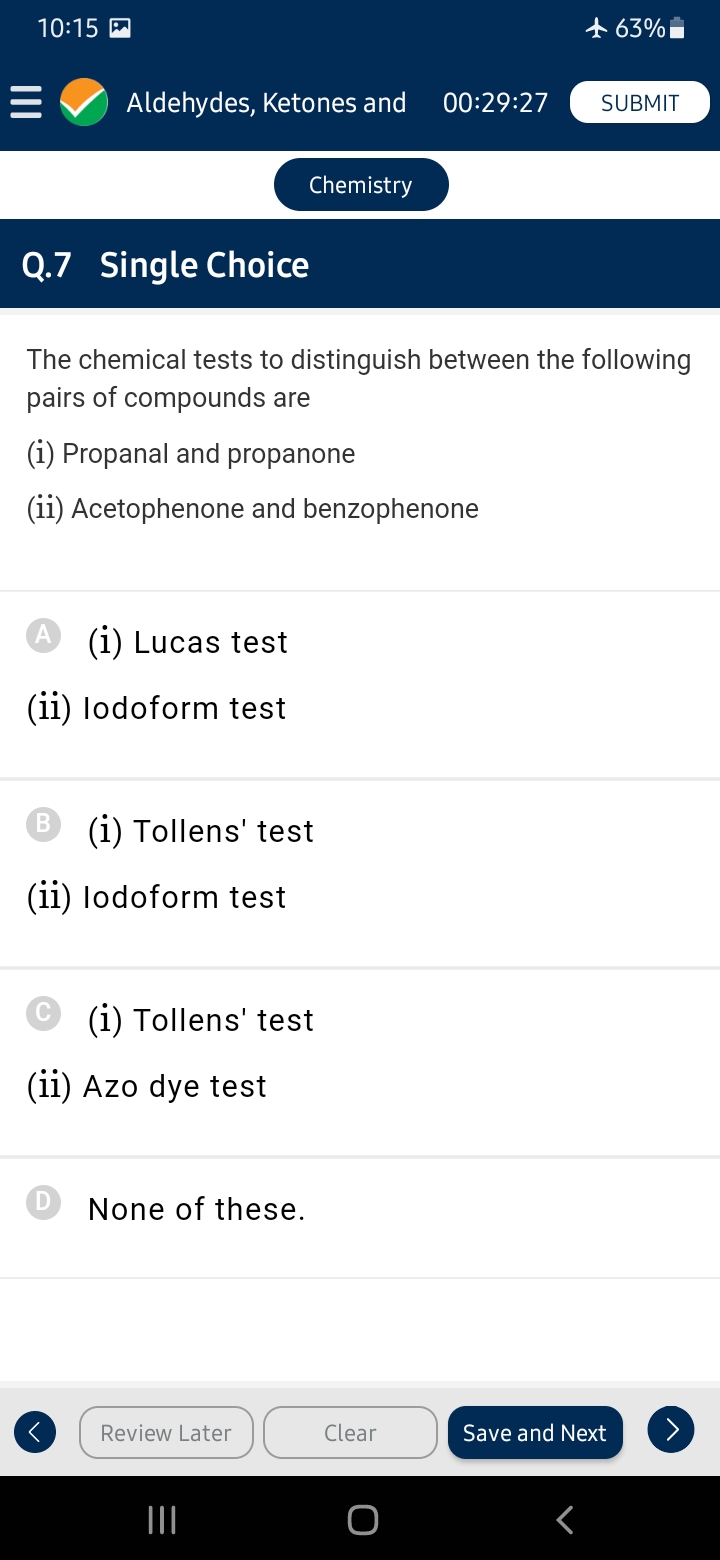 10:15 63%
Aldehydes, Ketones and 00:29:27 SUBMIT
Chemistry
Q.7 Single Choice
The chemical tests to distinguish between the following
pairs of compounds are
(i) Propanal and propanone
(ii) Acetophenone and benzophenone
A (i) Lucas test
(ii) Iodoform test
B (i) Tollens' test
(ii) Iodoform test
C (i) Tollens' test
(ii) Azo dye test
D None of these.
Review Later Clear Save and Next